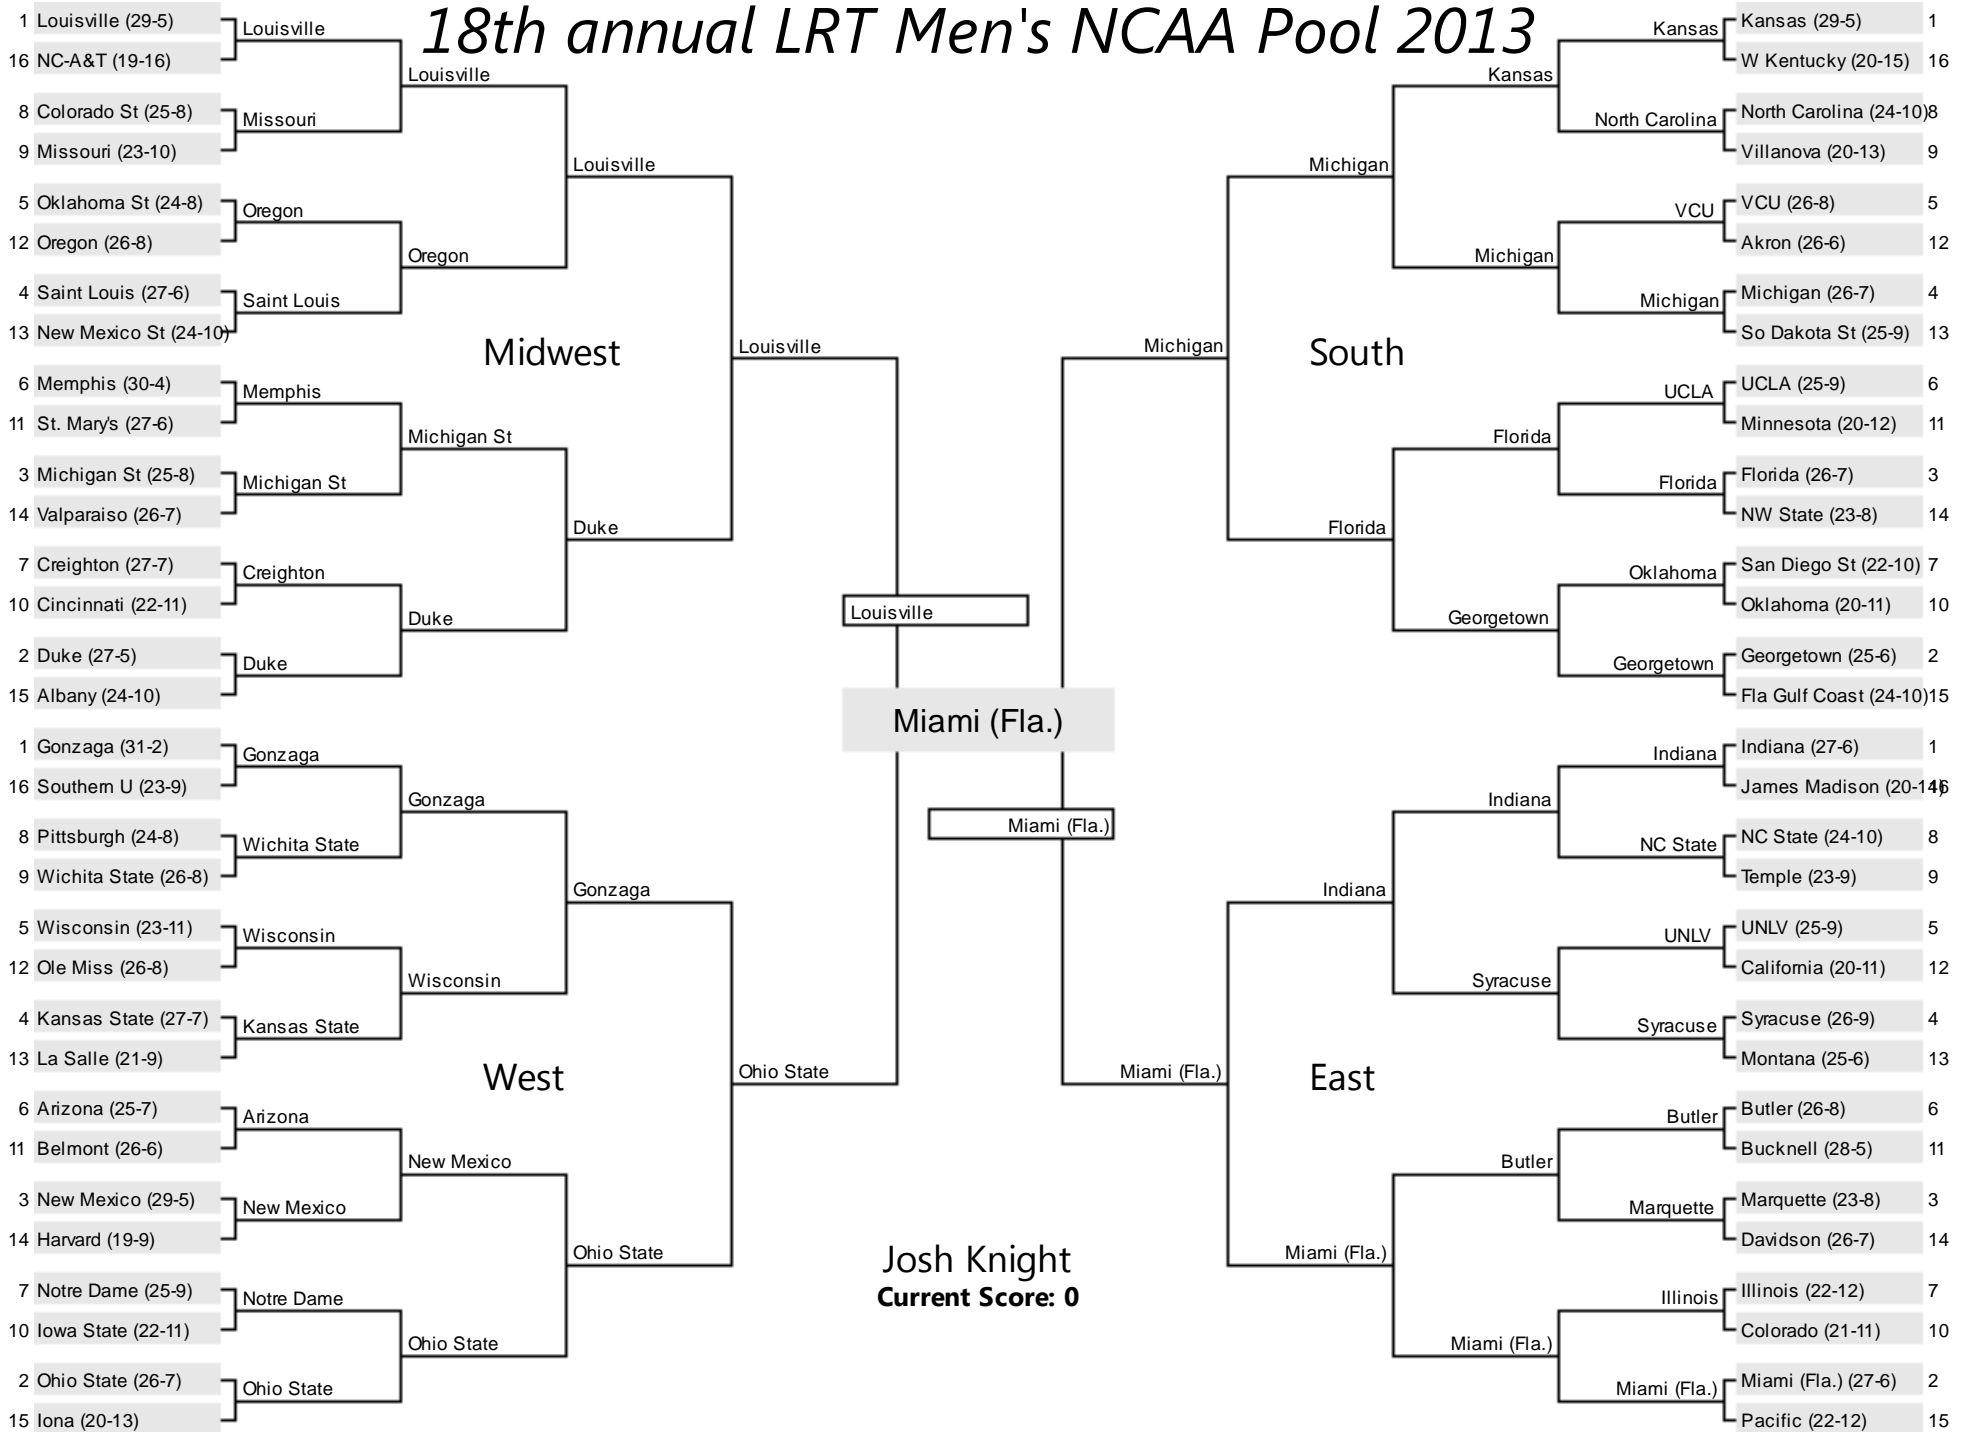 18th annual LRT Men's NCAA Pool 2013
1 Louisville (29-5)
16 NC-A&T (19-16)
8 Colorado St (25-8)
9 Missouri (23-10)
5 Oklahoma St (24-8)
12 Oregon (26-8)
4 Saint Louis (27-6)
13 New Mexico St (24-10)
6 Memphis (30-4)
11 St. Mary's (27-6)
3 Michigan St (25-8)
14 Valparaiso (26-7)
7 Creighton (27-7)
10 Cincinnati (22-11)
2 Duke (27-5)
15 Albany (24-10)
Louisville
Missouri
Oregon
Saint Louis
Memphis
Michigan St
Creighton
Duke
Louisville
Oregon
Michigan St
Duke
Louisville
Duke
Midwest
Louisville
1 Gonzaga (31-2)
16 Southern U (23-9)
8 Pittsburgh (24-8)
9 Wichita State (26-8)
5 Wisconsin (23-11)
12 Ole Miss (26-8)
4 Kansas State (27-7)
13 La Salle (21-9)
6 Arizona (25-7)
11 Belmont (26-6)
3 New Mexico (29-5)
14 Harvard (19-9)
7 Notre Dame (25-9)
10 Iowa State (22-11)
2 Ohio State (26-7)
15 Iona (20-13)
Gonzaga
Wichita State
Wisconsin
Kansas State
Arizona
New Mexico
Notre Dame
Ohio State
Gonzaga
Wisconsin
New Mexico
Ohio State
Gonzaga
Ohio State
West
Ohio State
Louisville
Miami (Fla.)
Miami (Fla.)
Josh Knight
Current Score: 0
Michigan
South
Michigan
Florida
Kansas
Michigan
Florida
Georgetown
Kansas
North Carolina
VCU
Michigan
UCLA
Florida
Oklahoma
Georgetown
Kansas (29-5) 1
W Kentucky (20-15) 16
North Carolina (24-10) 8
Villanova (20-13) 9
VCU (26-8) 5
Akron (26-6) 12
Michigan (26-7) 4
So Dakota St (25-9) 13
UCLA (25-9) 6
Minnesota (20-12) 11
Florida (26-7) 3
NW State (23-8) 14
San Diego St (22-10) 7
Oklahoma (20-11) 10
Georgetown (25-6) 2
Fla Gulf Coast (24-10) 15
Miami (Fla.)
East
Indiana
Miami (Fla.)
Indiana
Syracuse
Butler
Miami (Fla.)
Indiana
NC State
UNLV
Syracuse
Butler
Marquette
Illinois
Miami (Fla.)
Indiana (27-6) 1
James Madison (20-14) 16
NC State (24-10) 8
Temple (23-9) 9
UNLV (25-9) 5
California (20-11) 12
Syracuse (26-9) 4
Montana (25-6) 13
Butler (26-8) 6
Bucknell (28-5) 11
Marquette (23-8) 3
Davidson (26-7) 14
Illinois (22-12) 7
Colorado (21-11) 10
Miami (Fla.) (27-6) 2
Pacific (22-12) 15